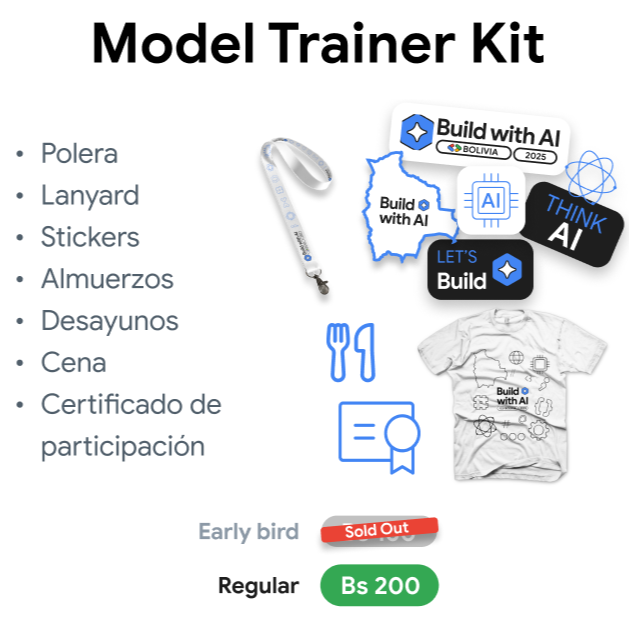 Model Trainer Kit
• Polera
• Lanyard
• Stickers
• Almuerzos
• Desayunos
• Cena
• Certificado de
participación
Build with AI
BOLIVIA
2025
Build
with AI
AI
THINK
AI
LET'S
Build
Build
with AI
Early bird
Sold Out
Regular
Bs 200